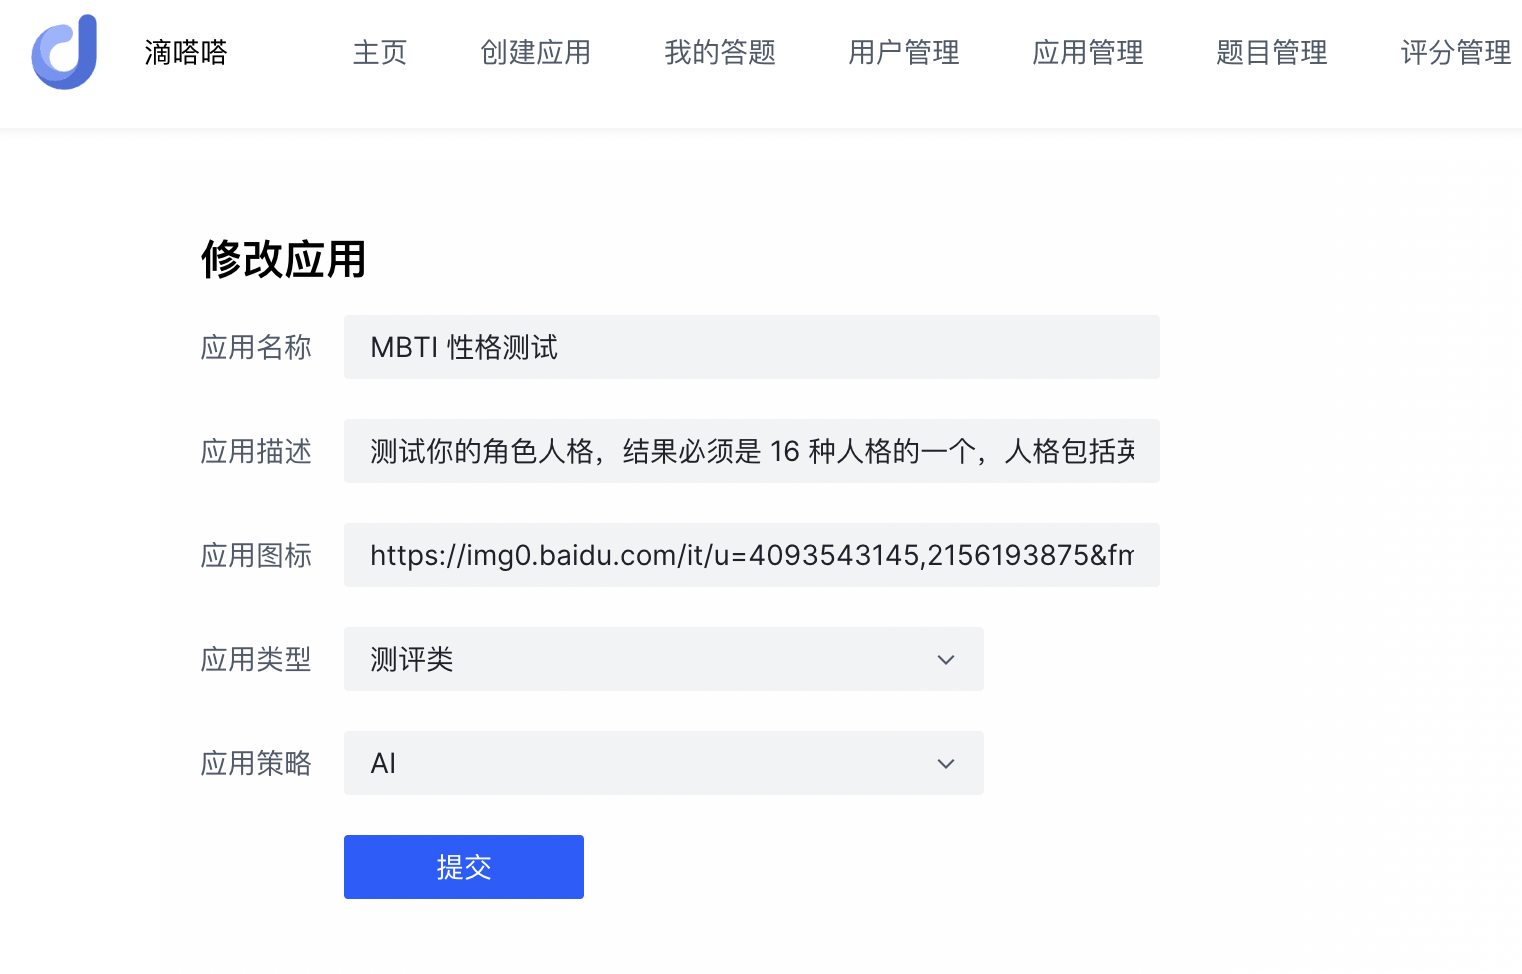 滴嗒嗒 主页 创建应用 我的答题 用户管理 应用管理 题目管理 评分管理
修改应用
应用名称 MBTI 性格测试
应用描述 测试你的角色人格，结果必须是 16 种人格的一个，人格包括英
应用图标 https://img0.baidu.com/it/u=4093543145,2156193875&fm
应用类型 测评类
应用策略 AI
提交